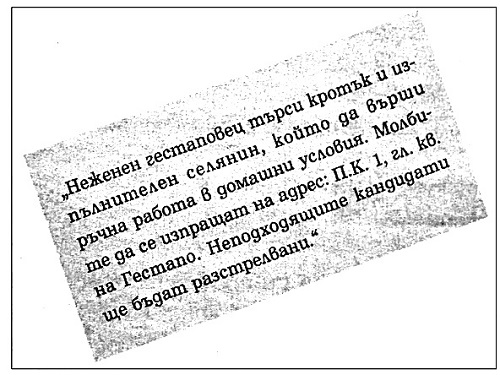 „Неженен гестаповец търси кротък и из-
пълнителен селянин, който да върши
ръчна работа в домашни условия. Молби-
те да се изпращат на адрес: П.К. 1, гл. кв.
на Гестапо. Неподходящите кандидати
ще бъдат разстрелвани.“